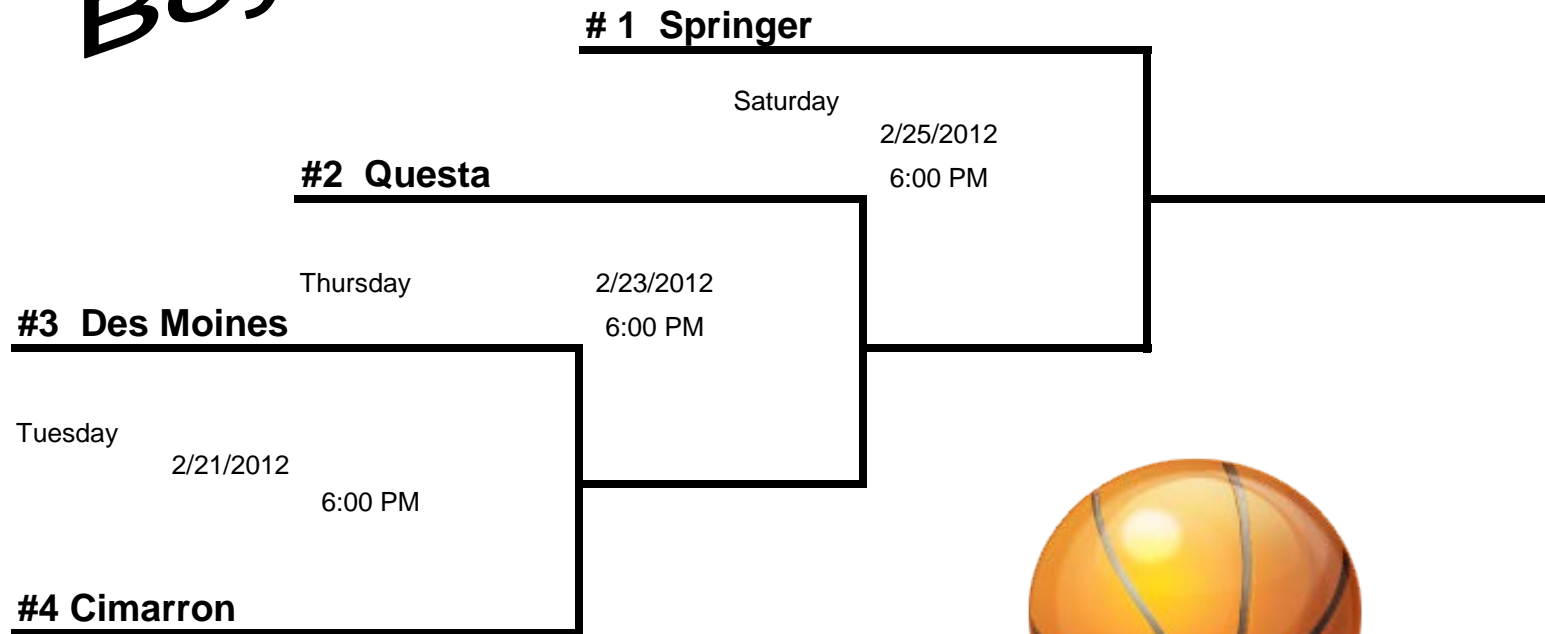 # 1  Springer
Saturday
2/25/2012
6:00 PM
#2  Questa
Thursday
2/23/2012
6:00 PM
#3  Des Moines
Tuesday
2/21/2012
6:00 PM
#4 Cimarron